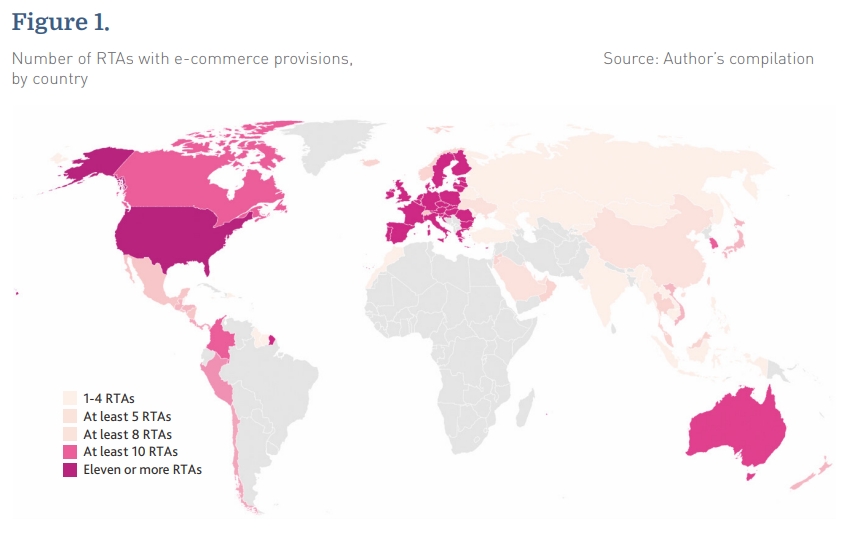 Figure 1.
Number of RTAs with e-commerce provisions,
by country
Source: Author's compilation
1-4 RTAs
At least 5 RTAs
At least 8 RTAs
At least 10 RTAs
Eleven or more RTAs